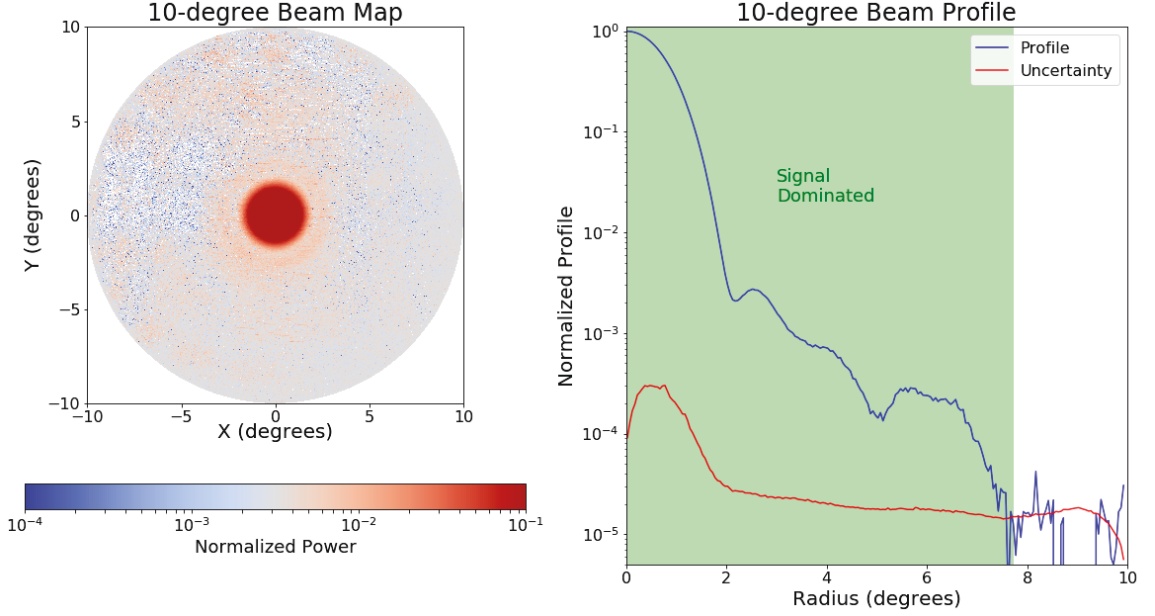 10-degree Beam Map
10
5
0
−5
−10
Y (degrees)
−10
−5
0
5
10
X (degrees)
10⁻⁴
10⁻³
10⁻²
10⁻¹
Normalized Power
10-degree Beam Profile
Profile
Uncertainty
Signal
Dominated
10⁰
10⁻¹
10⁻²
10⁻³
10⁻⁴
10⁻⁵
Normalized Profile
0
2
4
6
8
10
Radius (degrees)